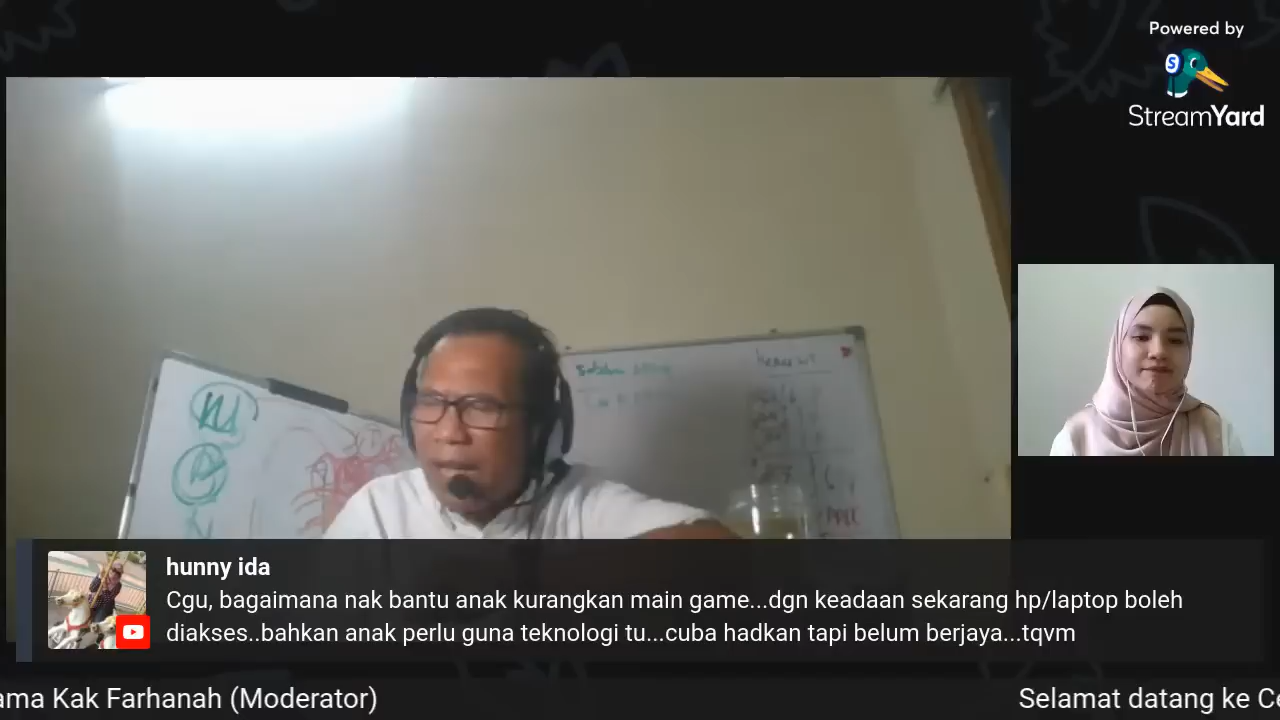 Powered by
StreamYard
hunny ida
Cgu, bagaimana nak bantu anak kurangkan main game...dgn keadaan sekarang hp/laptop boleh
diakses..bahkan anak perlu guna teknologi tu...cuba hadkan tapi belum berjaya...tqvm
ama Kak Farhanah (Moderator)
Selamat datang ke Ce